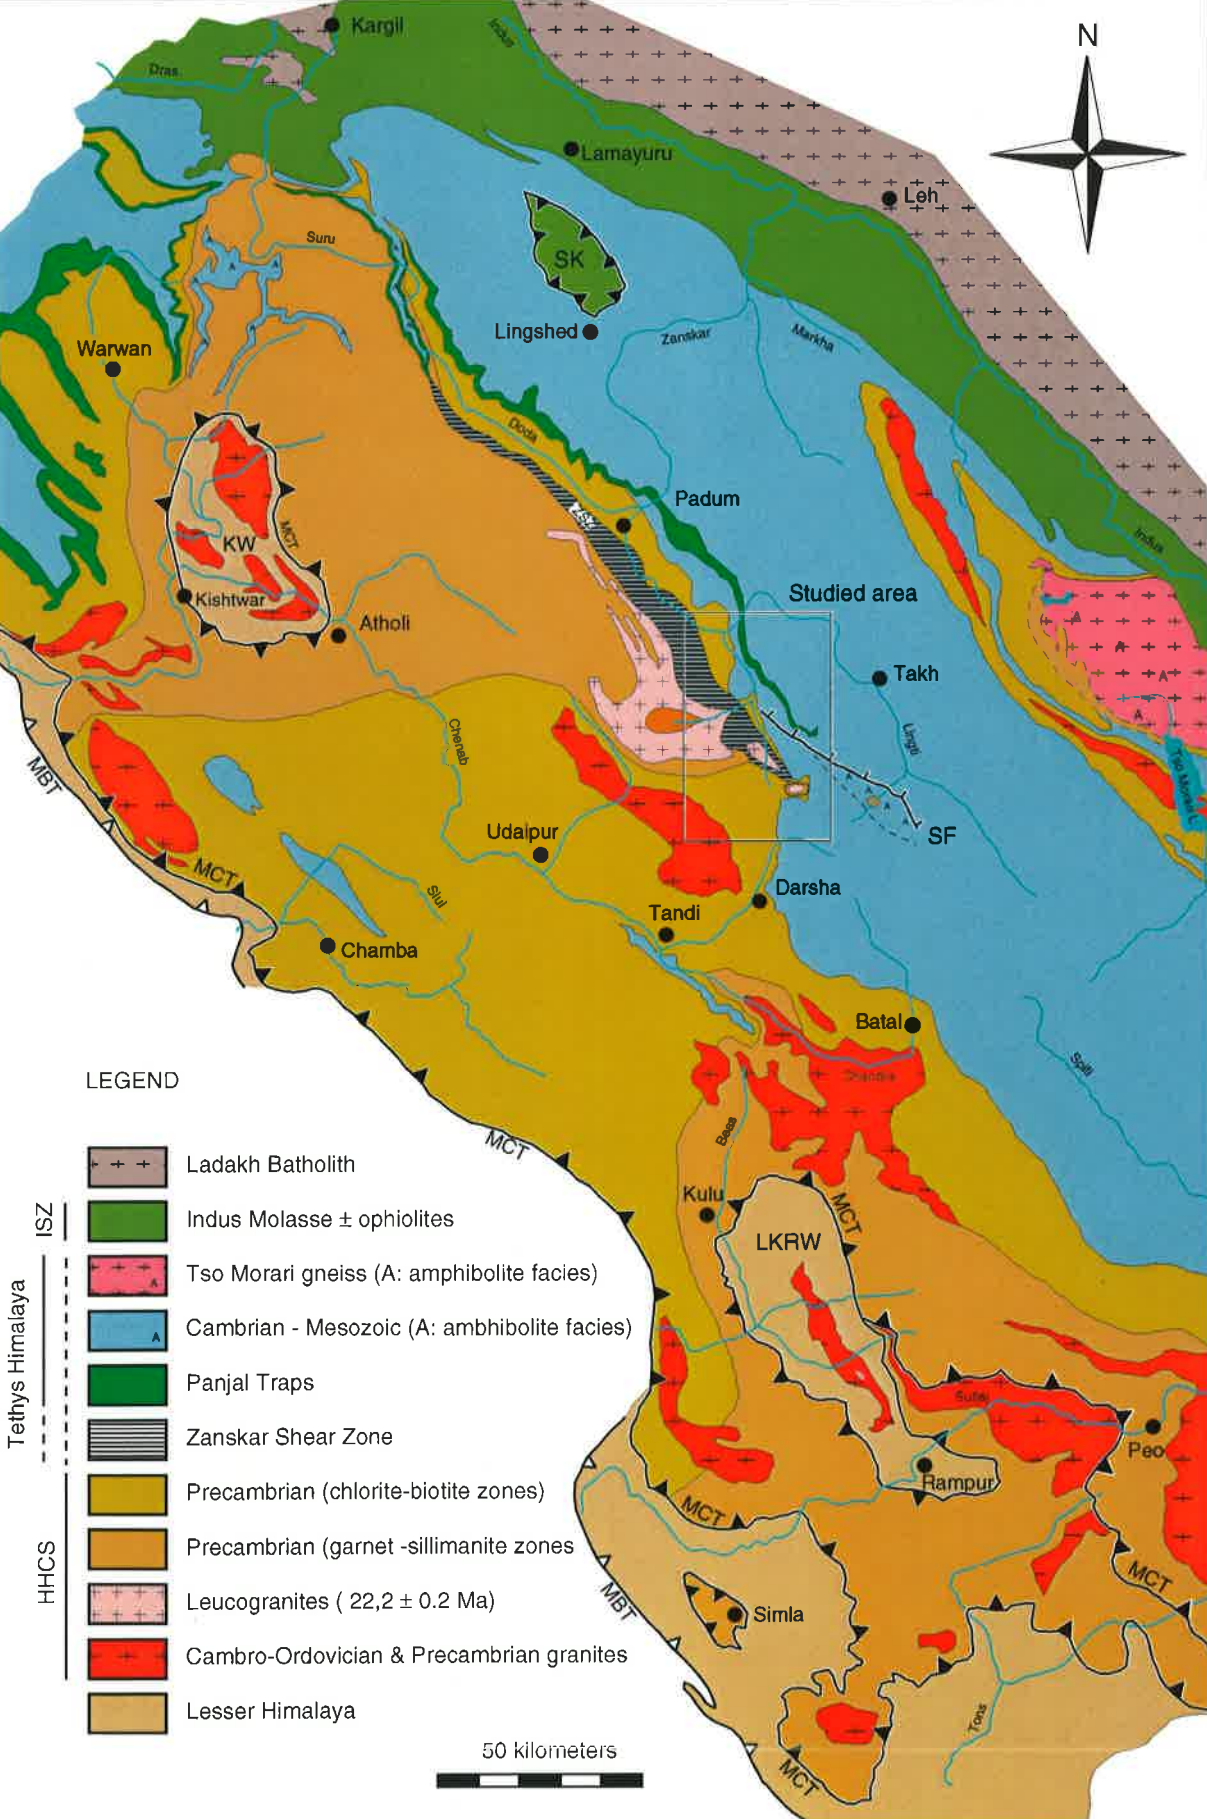 N
Kargil
Indus
Dras
Lamayuru
Leh
Suru
SK
Lingshed
Zanskar
Markha
Warwan
Doda
Padum
ZSZ
Indus
KW
MCT
Kishtwar
Atholi
Studied area
Takh
Lingti
A
A
A
A
A
A
A
A
A
A
A
A
Chenab
MBT
Tso Morari L.
SF
Udaipur
MCT
Darsha
Tandi
Chamba
Batal
Chandra
Spiti
MCT
Beas
Kulu
MCT
LKRW
Sutlej
Peo
Rampur
MCT
MCT
MBT
Simla
Tons
MCT
LEGEND
Ladakh Batholith
ISZ
Indus Molasse ± ophiolites
Tethys Himalaya
Tso Morari gneiss (A: amphibolite facies)
A
Cambrian - Mesozoic (A: ambhibolite facies)
A
Panjal Traps
Zanskar Shear Zone
HHCS
Precambrian (chlorite-biotite zones)
Precambrian (garnet -sillimanite zones
Leucogranites ( 22,2 ± 0.2 Ma)
Cambro-Ordovician & Precambrian granites
Lesser Himalaya
50 kilometers